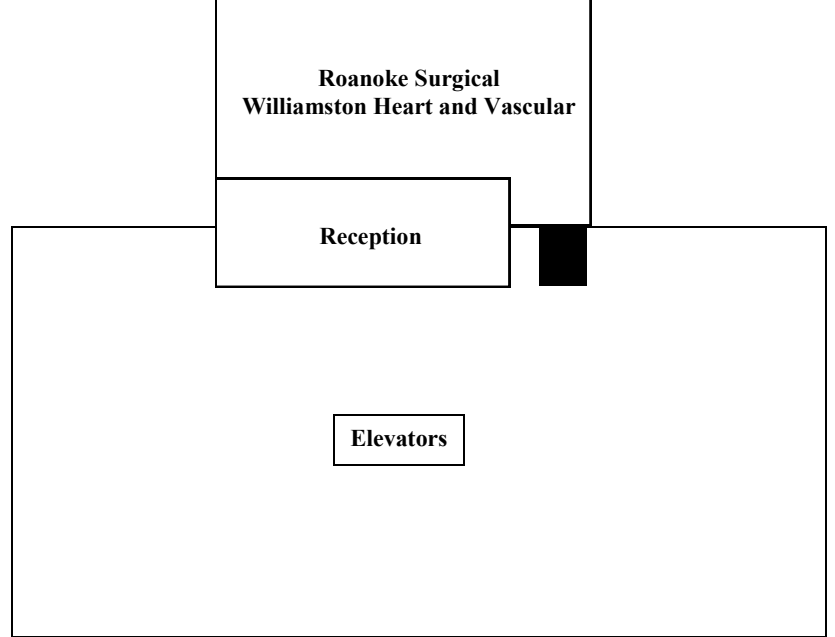 Roanoke Surgical
Williamston Heart and Vascular
Reception
Elevators